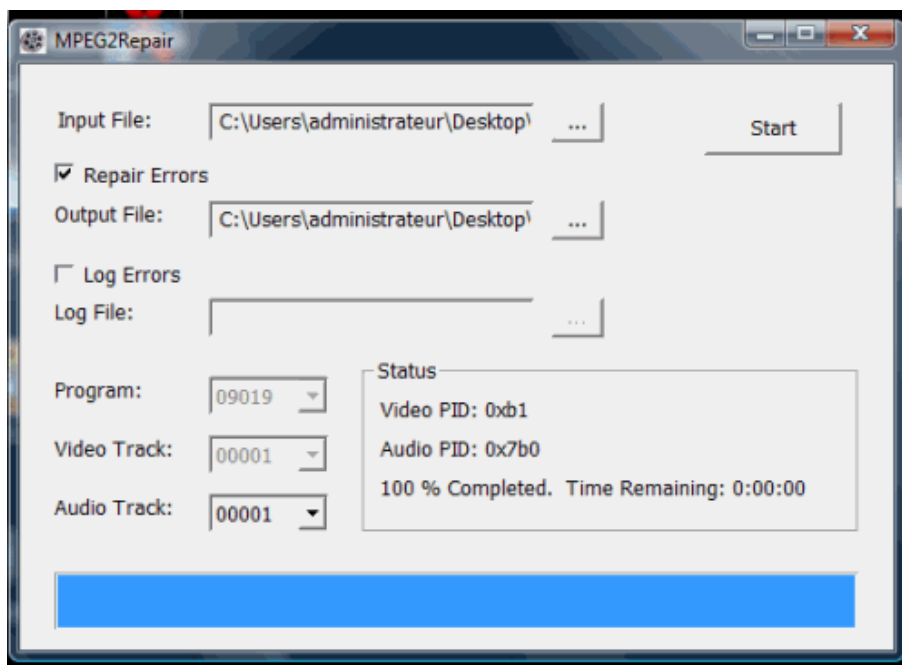 MPEG2Repair
Input File: C:\Users\administrateur\Desktop\ ... Start
Repair Errors
Output File: C:\Users\administrateur\Desktop\ ...
Log Errors
Log File: ...
Program: 09019
Video Track: 00001
Audio Track: 00001
Status
Video PID: 0xb1
Audio PID: 0x7b0
100 % Completed. Time Remaining: 0:00:00